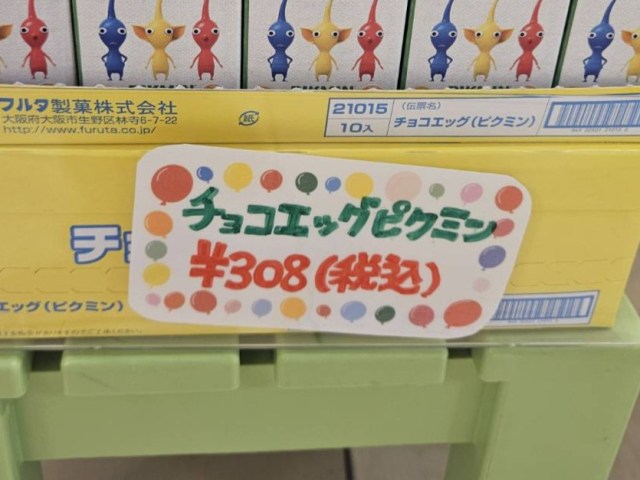 フルタ製菓株式会社
大阪府大阪市生野区林寺6-7-22
http://www.furuta.co.jp/
紙
21015
10入
(伝票名)
チョコエッグ(ピクミン)
チョコエッグピクミン
¥308(税込)
チョ
エッグ(ピクミン)